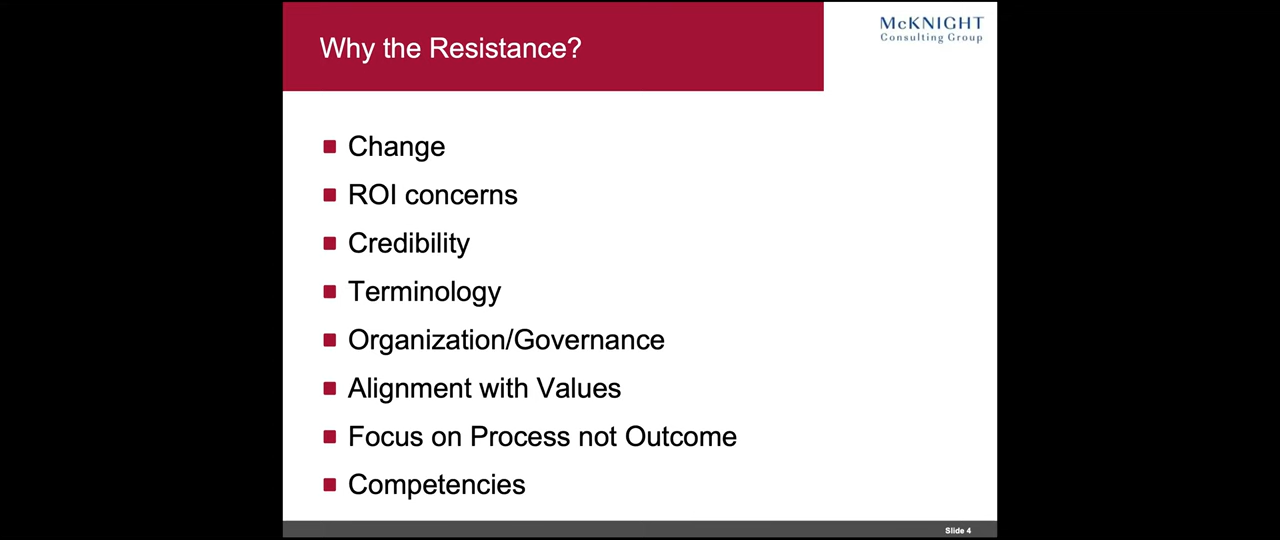 Why the Resistance?
McKNIGHT
Consulting Group
Change
ROI concerns
Credibility
Terminology
Organization/Governance
Alignment with Values
Focus on Process not Outcome
Competencies
Slide 4